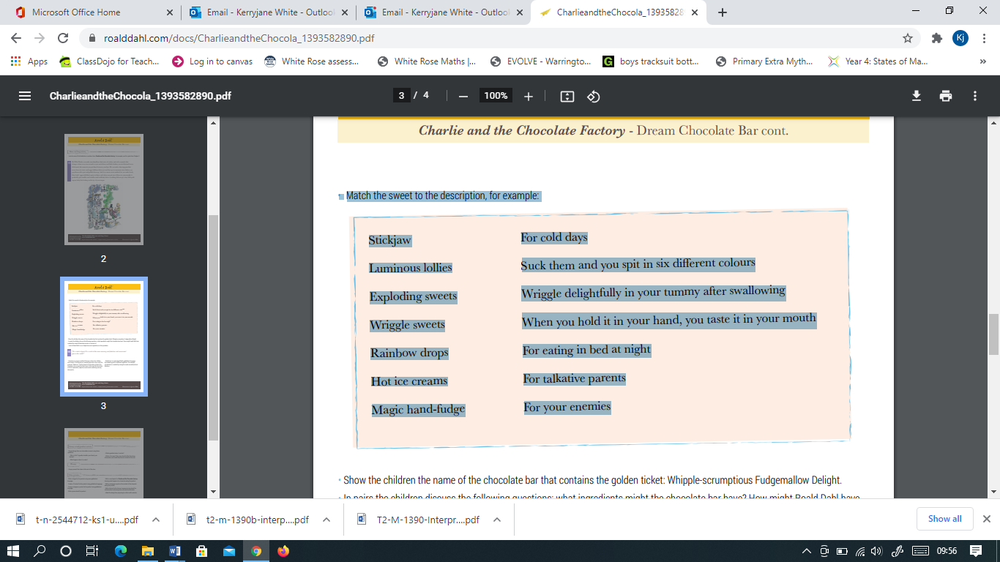 Microsoft Office Home
Email - Kerryjane White - Outlook
Email - Kerryjane White - Outlook
CharlieandtheChocola_1393582890
roalddahl.com/docs/CharlieandtheChocola_1393582890.pdf
Kj
Apps
ClassDojo for Teach...
Log in to canvas
White Rose assess...
White Rose Maths |...
EVOLVE - Warringto...
boys tracksuit bott...
Primary Extra Myth...
Year 4: States of Ma...
CharlieandtheChocola_1393582890.pdf
3 / 4
100%
2
3
Charlie and the Chocolate Factory - Dream Chocolate Bar cont.
Match the sweet to the description, for example:
Stickjaw For cold days
Luminous lollies Suck them and you spit in six different colours
Exploding sweets Wriggle delightfully in your tummy after swallowing
Wriggle sweets When you hold it in your hand, you taste it in your mouth
Rainbow drops For eating in bed at night
Hot ice creams For talkative parents
Magic hand-fudge For your enemies
• Show the children the name of the chocolate bar that contains the golden ticket: Whipple-scrumptious Fudgemallow Delight.
• In pairs the children discuss the following questions: what ingredients might the chocolate bar have? How might Roald Dahl have
t-n-2544712-ks1-u....pdf
t2-m-1390b-interp....pdf
T2-M-1390-Interpr....pdf
Show all
09:56